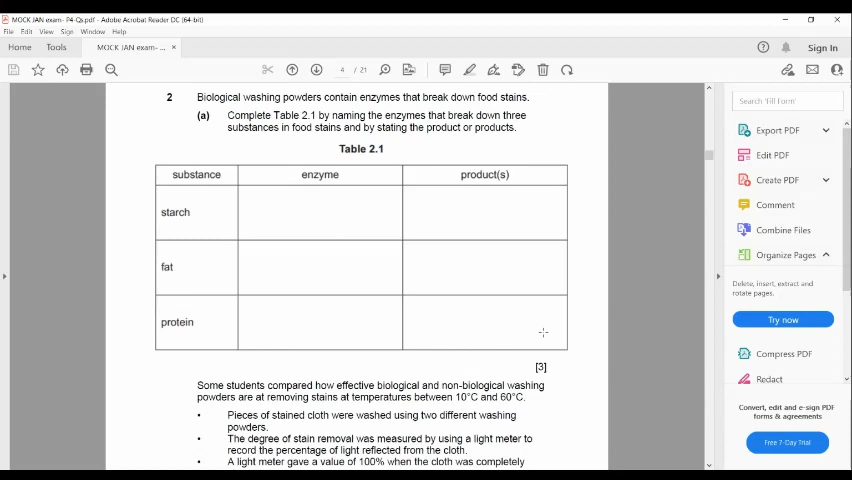 MOCK JAN exam- P4-Qs.pdf - Adobe Acrobat Reader DC (64-bit)
File Edit View Sign Window Help
Home Tools MOCK JAN exam- ... ×
Sign In
4 / 21
2 Biological washing powders contain enzymes that break down food stains.
(a) Complete Table 2.1 by naming the enzymes that break down three
substances in food stains and by stating the product or products.
Table 2.1
substance enzyme product(s)
starch
fat
protein
[3]
Some students compared how effective biological and non-biological washing
powders are at removing stains at temperatures between 10°C and 60°C.
• Pieces of stained cloth were washed using two different washing
powders.
• The degree of stain removal was measured by using a light meter to
record the percentage of light reflected from the cloth.
• A light meter gave a value of 100% when the cloth was completely
Search 'Fill Form'
Export PDF
Edit PDF
Create PDF
Comment
Combine Files
Organize Pages
Delete, insert, extract and
rotate pages.
Try now
Compress PDF
Redact
Convert, edit and e-sign PDF
forms & agreements
Free 7-Day Trial